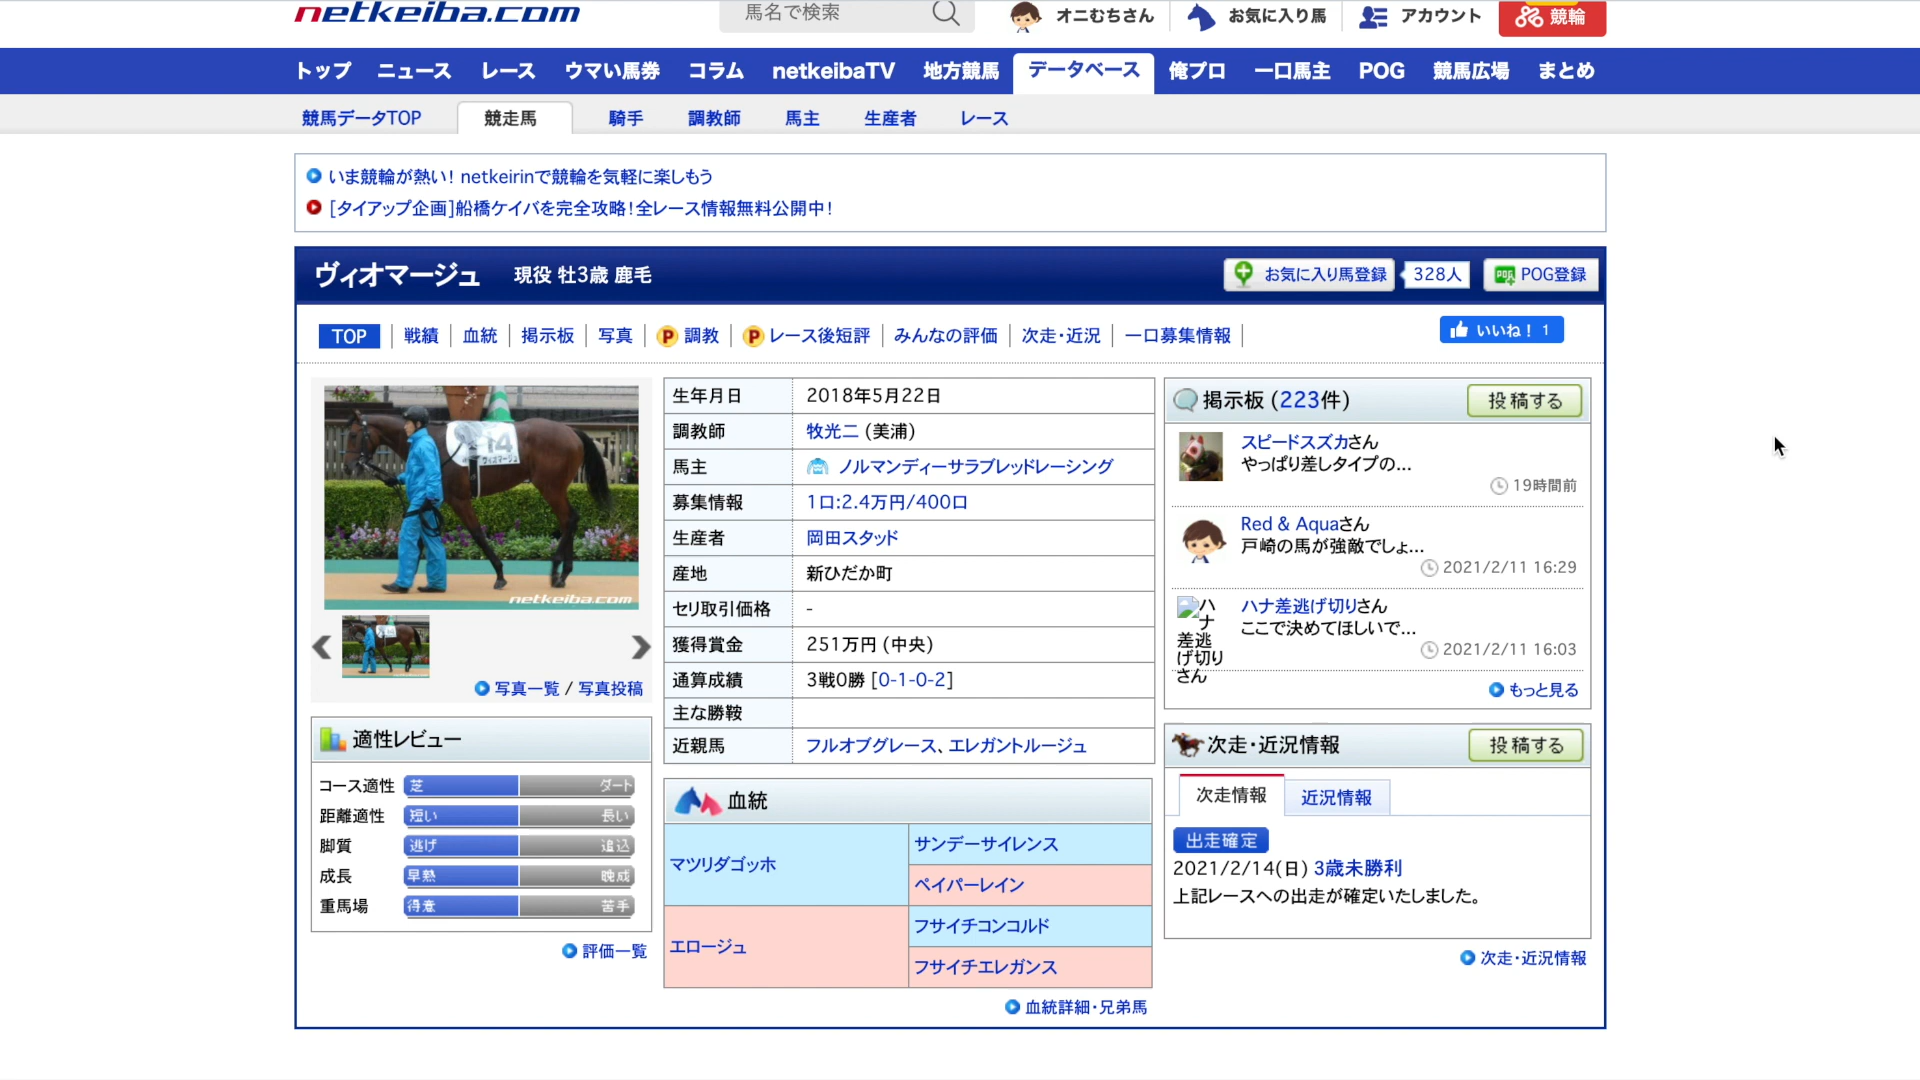 netkeiba.com
馬名で検索
オニむちさん
お気に入り馬
アカウント
競輪
トップ ニュース レース ウマい馬券 コラム netkeibaTV 地方競馬 データベース 俺プロ 一口馬主 POG 競馬広場 まとめ
競馬データTOP 競走馬 騎手 調教師 馬主 生産者 レース
いま競輪が熱い！netkeirinで競輪を気軽に楽しもう
[タイアップ企画]船橋ケイバを完全攻略！全レース情報無料公開中！
ヴィオマージュ 現役 牡3歳 鹿毛
お気に入り馬登録 328人 POG登録
TOP 戦績 血統 掲示板 写真 P 調教 P レース後短評 みんなの評価 次走・近況 一口募集情報
いいね！ 1
14
ヴィオマージュ
netkeiba.com
写真一覧 / 写真投稿
適性レビュー
コース適性 芝 ダート
距離適性 短い 長い
脚質 逃げ 追込
成長 早熟 晩成
重馬場 得意 苦手
評価一覧
生年月日 2018年5月22日
調教師 牧光二 (美浦)
馬主 ノルマンディーサラブレッドレーシング
募集情報 1口:2.4万円/400口
生産者 岡田スタッド
産地 新ひだか町
セリ取引価格 -
獲得賞金 251万円 (中央)
通算成績 3戦0勝 [0-1-0-2]
主な勝鞍
近親馬 フルオブグレース、エレガントルージュ
血統
マツリダゴッホ
サンデーサイレンス
ペイパーレイン
エロージュ
フサイチコンコルド
フサイチエレガンス
血統詳細・兄弟馬
掲示板 (223件) 投稿する
スピードスズカさん
やっぱり差しタイプの...
19時間前
Red & Aquaさん
戸崎の馬が強敵でしょ...
2021/2/11 16:29
ハナ差逃げ切りさん
ハナ差逃げ切りさん
ここで決めてほしいで...
2021/2/11 16:03
もっと見る
次走・近況情報 投稿する
次走情報 近況情報
出走確定
2021/2/14(日) 3歳未勝利
上記レースへの出走が確定いたしました。
次走・近況情報